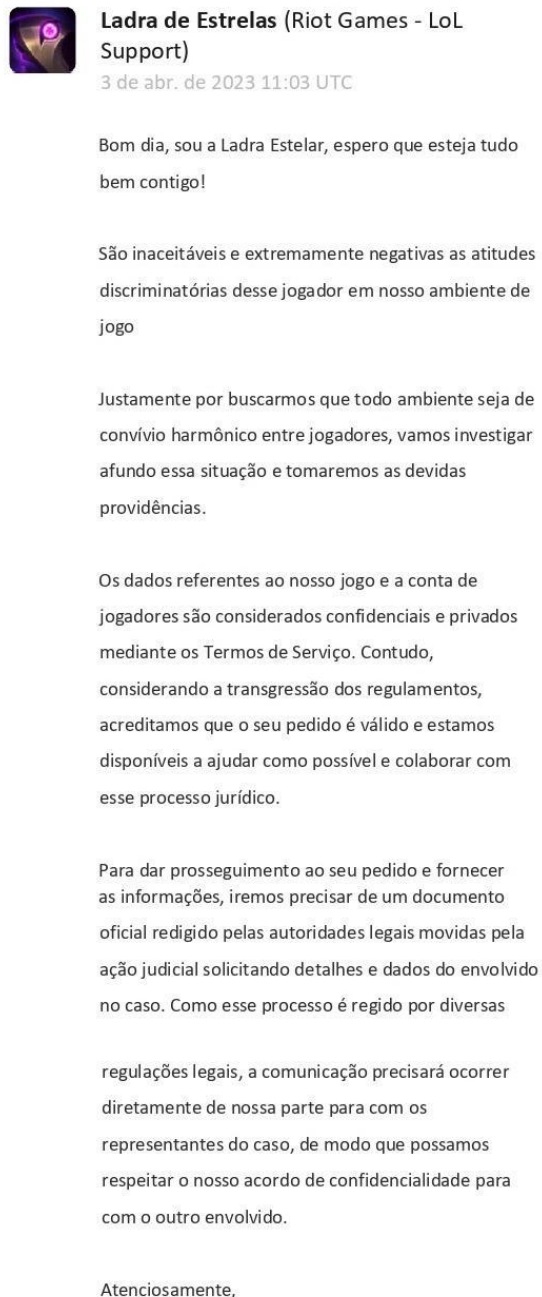 Ladra de Estrelas (Riot Games - LoL
Support)
3 de abr. de 2023 11:03 UTC
Bom dia, sou a Ladra Estelar, espero que esteja tudo
bem contigo!
São inaceitáveis e extremamente negativas as atitudes
discriminatórias desse jogador em nosso ambiente de
jogo
Justamente por buscarmos que todo ambiente seja de
convívio harmônico entre jogadores, vamos investigar
afundo essa situação e tomaremos as devidas
providências.
Os dados referentes ao nosso jogo e a conta de
jogadores são considerados confidenciais e privados
mediante os Termos de Serviço. Contudo,
considerando a transgressão dos regulamentos,
acreditamos que o seu pedido é válido e estamos
disponíveis a ajudar como possível e colaborar com
esse processo jurídico.
Para dar prosseguimento ao seu pedido e fornecer
as informações, iremos precisar de um documento
oficial redigido pelas autoridades legais movidas pela
ação judicial solicitando detalhes e dados do envolvido
no caso. Como esse processo é regido por diversas
regulações legais, a comunicação precisará ocorrer
diretamente de nossa parte para com os
representantes do caso, de modo que possamos
respeitar o nosso acordo de confidencialidade para
com o outro envolvido.
Atenciosamente,